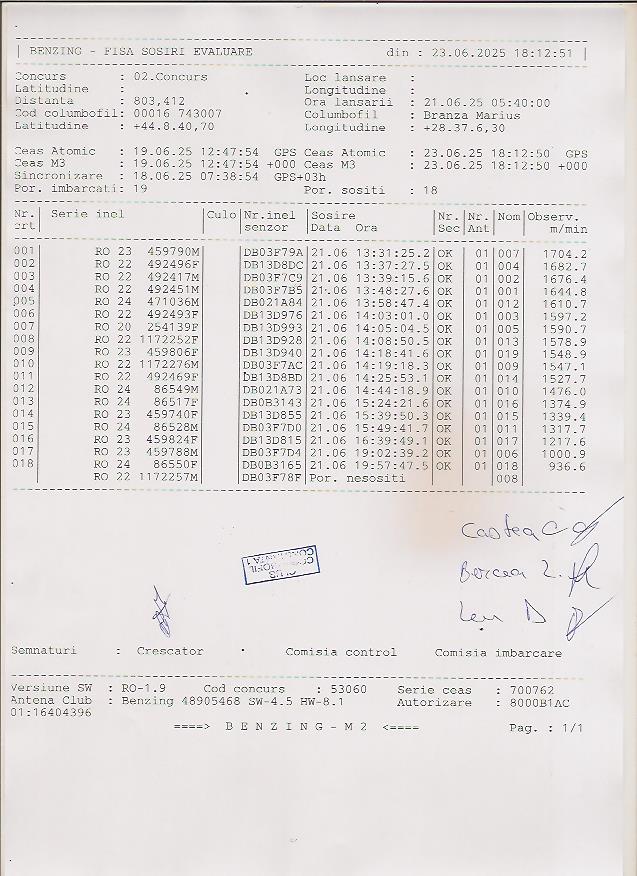 BENZING - FISA SOSIRI EVALUARE din : 23.06.2025 18:12:51
Concurs : 02.Concurs Loc lansare :
Latitudine : Longitudine :
Distanta : 803,412 Ora lansarii : 21.06.25 05:40:00
Cod columbofil: 00016 743007 Columbofil : Branza Marius
Latitudine : +44.8.40,70 Longitudine : +28.37.6,30
Ceas Atomic : 19.06.25 12:47:54 GPS Ceas Atomic : 23.06.25 18:12:50 GPS
Ceas M3 : 19.06.25 12:47:54 +000 Ceas M3 : 23.06.25 18:12:50 +000
Sincronizare : 18.06.25 07:38:54 GPS+03h
Por. imbarcati: 19 Por. sositi : 18
Nr. | Serie inel |Culo|Nr.inel |Sosire |Nr.|Nr.|Nom|Observ.
crt| | |senzor |Data Ora |Sec|Ant| | m/min
001 | RO 23 459790M| |DB03F79A|21.06 13:31:25.2|OK | 01|007| 1704.2
002 | RO 22 492496F| |DB13D8DC|21.06 13:37:27.5|OK | 01|004| 1682.7
003 | RO 22 492417M| |DB03F7C9|21.06 13:39:15.6|OK | 01|002| 1676.4
004 | RO 22 492451M| |DB03F7B5|21.06 13:48:27.6|OK | 01|001| 1644.8
005 | RO 24 471036M| |DB021A84|21.06 13:58:47.4|OK | 01|012| 1610.7
006 | RO 22 492493F| |DB13D976|21.06 14:03:01.0|OK | 01|003| 1597.2
007 | RO 20 254139F| |DB13D993|21.06 14:05:04.5|OK | 01|005| 1590.7
008 | RO 22 1172252F| |DB13D928|21.06 14:08:50.5|OK | 01|013| 1578.9
009 | RO 23 459806F| |DB13D940|21.06 14:18:41.6|OK | 01|019| 1548.9
010 | RO 22 1172276M| |DB03F7AC|21.06 14:19:18.3|OK | 01|009| 1547.1
011 | RO 22 492469F| |DB13D8BD|21.06 14:25:53.1|OK | 01|014| 1527.7
012 | RO 24 86549M| |DB021A73|21.06 14:44:18.9|OK | 01|010| 1476.0
013 | RO 24 86517F| |DB0B3143|21.06 15:24:21.6|OK | 01|016| 1374.9
014 | RO 23 459740F| |DB13D855|21.06 15:39:50.3|OK | 01|015| 1339.4
015 | RO 24 86528M| |DB03F7D0|21.06 15:49:41.7|OK | 01|011| 1317.7
016 | RO 23 459824F| |DB13D815|21.06 16:39:49.1|OK | 01|017| 1217.6
017 | RO 23 459788M| |DB03F7D4|21.06 19:02:39.2|OK | 01|006| 1000.9
018 | RO 24 86550F| |DB0B3165|21.06 19:57:47.5|OK | 01|018| 936.6
| RO 22 1172257M| |DB03F78F|Por. nesositi | | |008|
Semnaturi : Crescator Comisia control Comisia imbarcare
Versiune SW : RO-1.9 Cod concurs : 53060 Serie ceas : 700762
Antena Club : Benzing 48905468 SW-4.5 HW-8.1 Autorizare : 8000B1AC
01:16404396
====> B E N Z I N G - M 2 <==== Pag. : 1/1